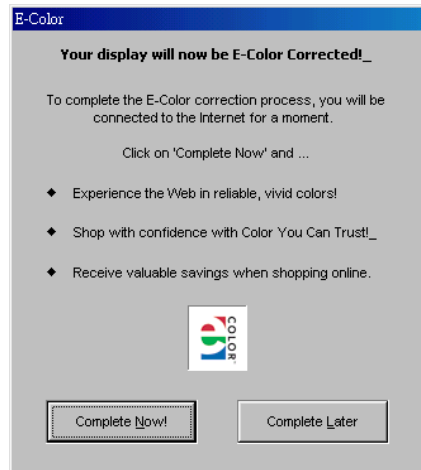 E-Color
Your display will now be E-Color Corrected!_
To complete the E-Color correction process, you will be
connected to the Internet for a moment.
Click on 'Complete Now' and ...
◆ Experience the Web in reliable, vivid colors!
◆ Shop with confidence with Color You Can Trust!_
◆ Receive valuable savings when shopping online.
e COLOR
Complete Now!
Complete Later